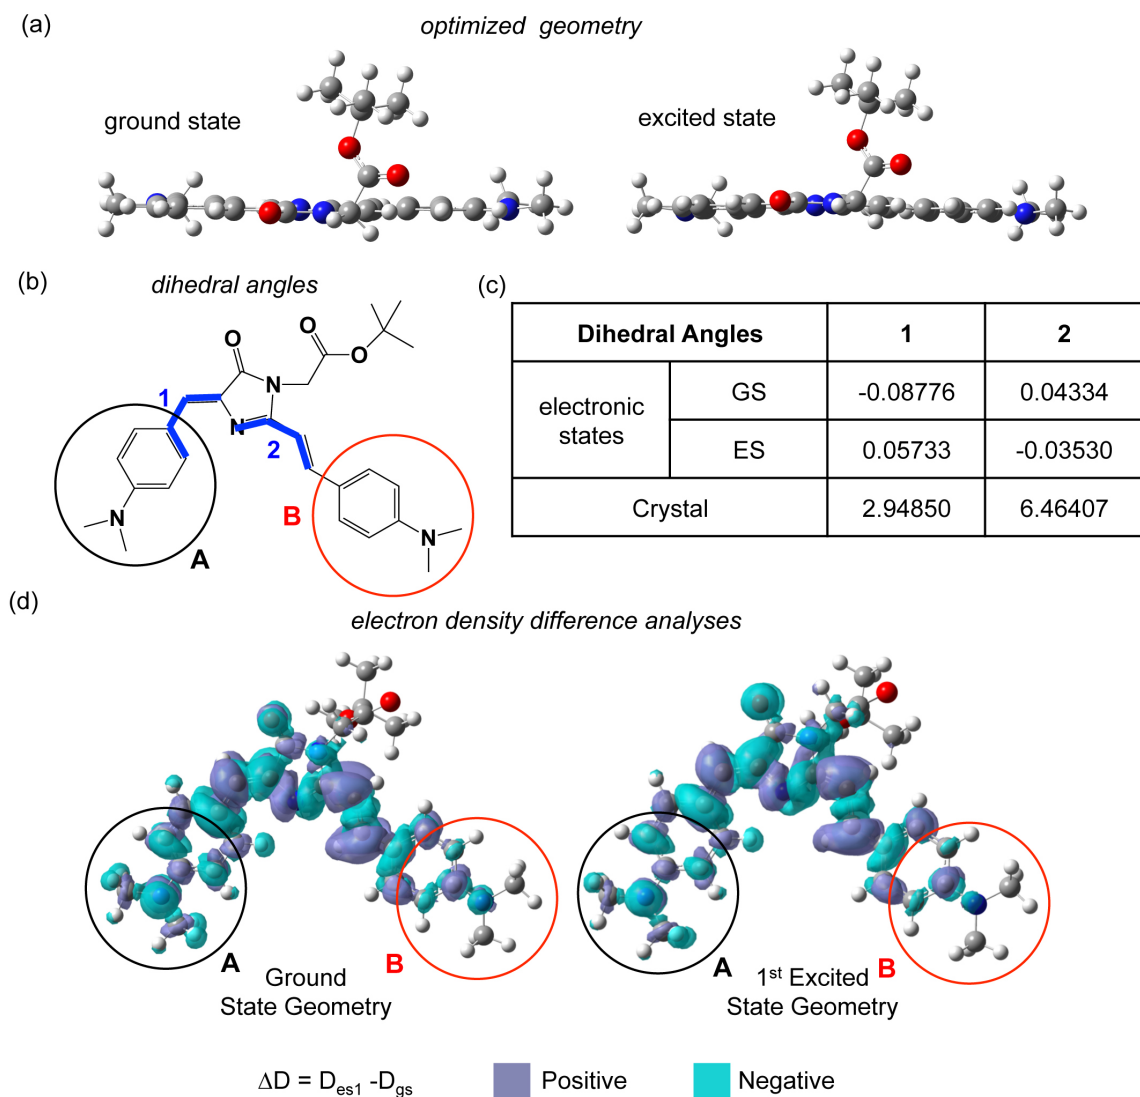 (a)
optimized geometry
ground state
excited state
(b)
dihedral angles
O
O
O
N
N
1
2
N
N
A
B
(c)
Dihedral Angles 1 2
electronic states
GS -0.08776 0.04334
ES 0.05733 -0.03530
Crystal 2.94850 6.46407
(d)
electron density difference analyses
A
B
Ground
State Geometry
A
B
1st Excited
State Geometry
ΔD = Des1 -Dgs
Positive
Negative